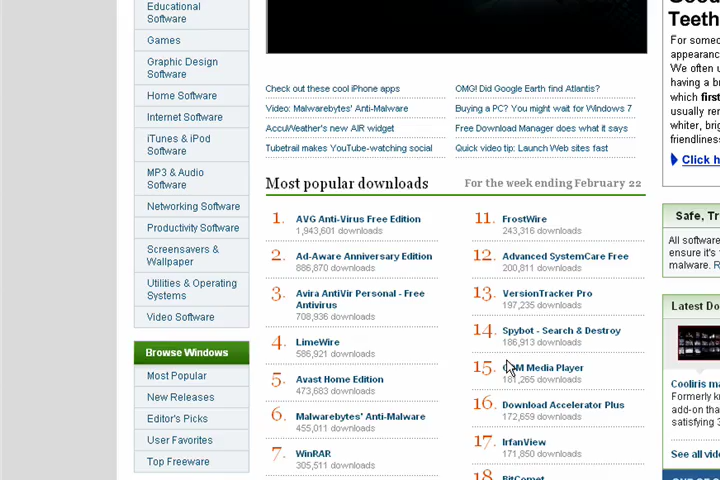 Educational
Software
Games
Graphic Design
Software
Home Software
Internet Software
iTunes & iPod
Software
MP3 & Audio
Software
Networking Software
Productivity Software
Screensavers &
Wallpaper
Utilities & Operating
Systems
Video Software
Browse Windows
Most Popular
New Releases
Editor's Picks
User Favorites
Top Freeware
Check out these cool iPhone apps
Video: Malwarebytes' Anti-Malware
AccuWeather's new AIR widget
Tubetrail makes YouTube-watching social
OMG! Did Google Earth find Atlantis?
Buying a PC? You might wait for Windows 7
Free Download Manager does what it says
Quick video tip: Launch Web sites fast
Most popular downloads
For the week ending February 22
1. AVG Anti-Virus Free Edition
1,943,601 downloads
2. Ad-Aware Anniversary Edition
886,870 downloads
3. Avira AntiVir Personal - Free
Antivirus
708,936 downloads
4. LimeWire
586,921 downloads
5. Avast Home Edition
473,683 downloads
6. Malwarebytes' Anti-Malware
455,011 downloads
7. WinRAR
305,511 downloads
11. FrostWire
243,316 downloads
12. Advanced SystemCare Free
200,811 downloads
13. VersionTracker Pro
197,235 downloads
14. Spybot - Search & Destroy
186,913 downloads
15. Media Player
181,265 downloads
16. Download Accelerator Plus
172,659 downloads
17. IrfanView
171,850 downloads
18. BitComet
Teeth
For some
appearanc
We often u
having a b
which first
usually re
whiter, brig
friendlines
Click h
Safe, Tr
All software
ensure it's
malware. R
Latest Do
Cooliris ma
Formerly k
add-on tha
satisfying 3
See all vid